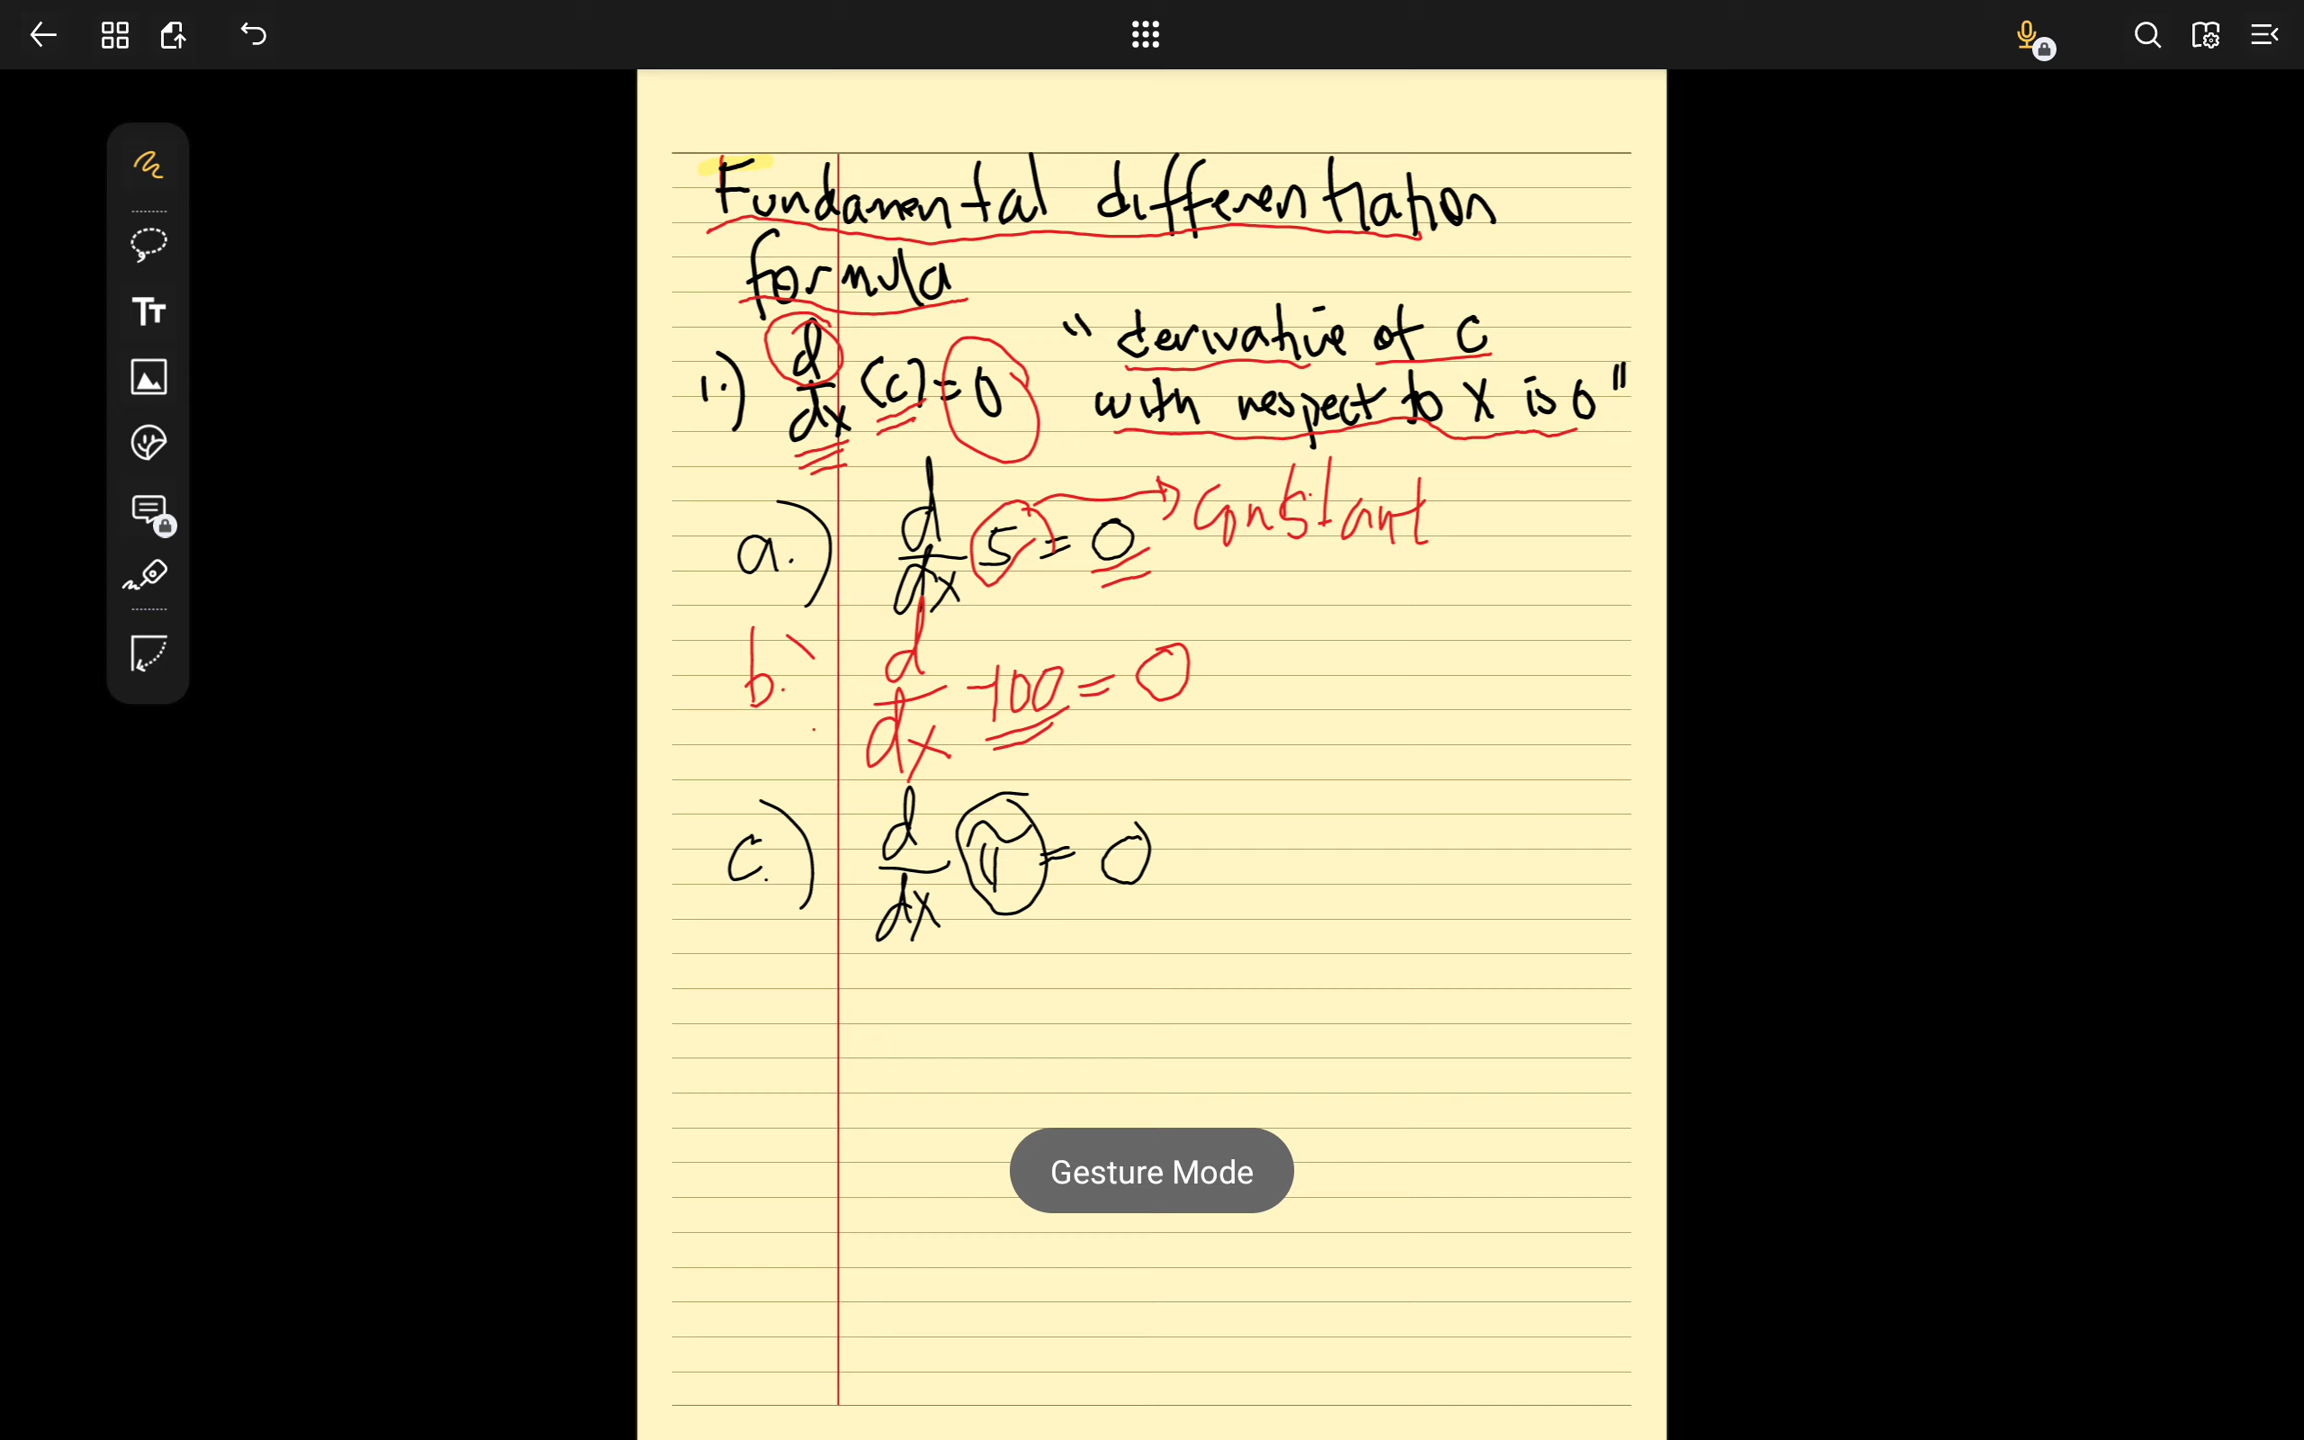 Fundamental differentiation
formula
1.) d/dx (c) = 0 " derivative of c
with respect to x is 0 "
a.) d/dx 5 = 0 → constant
b. d/dx -100 = 0
c.) d/dx π = 0
Gesture Mode